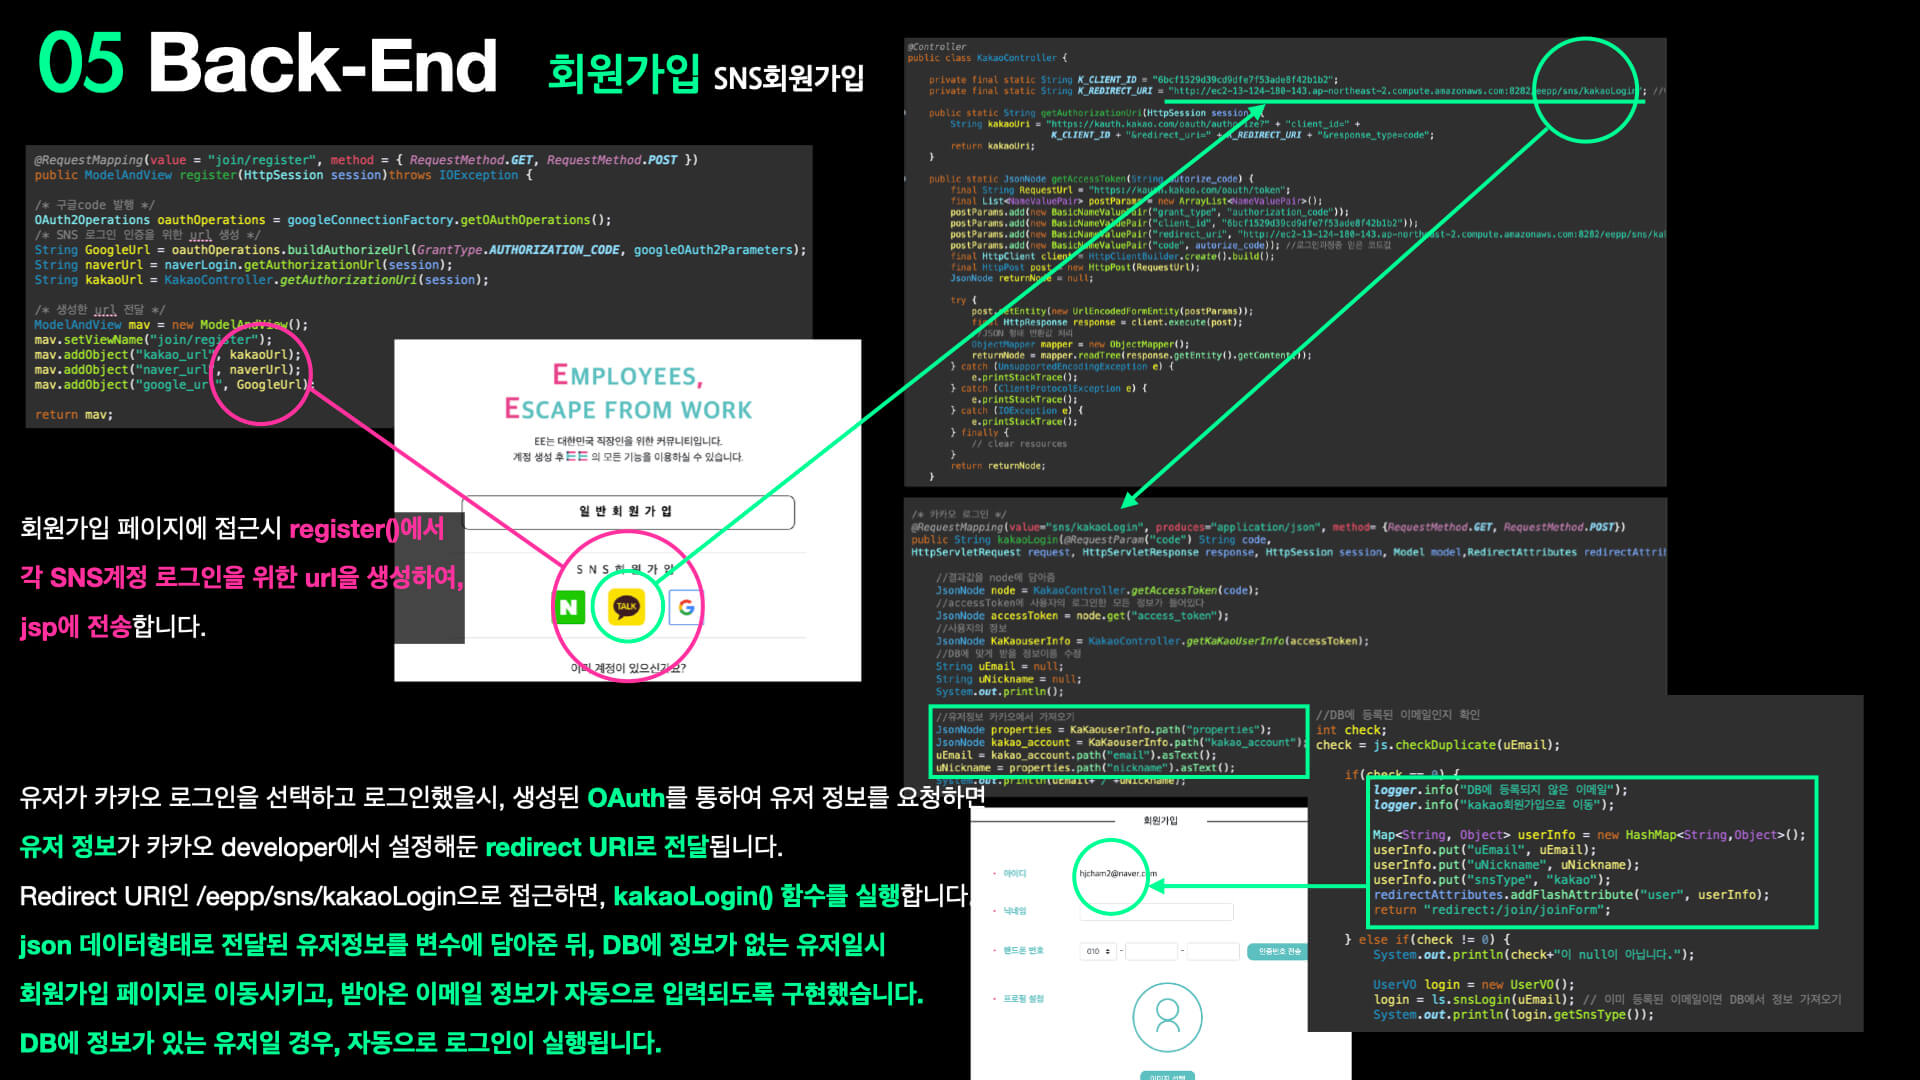 05 Back-End 회원가입 SNS회원가입
@RequestMapping(value = "join/register", method = { RequestMethod.GET, RequestMethod.POST })
public ModelAndView register(HttpSession session)throws IOException {
/* 구글code 발행 */
OAuth2Operations oauthOperations = googleConnectionFactory.getOAuthOperations();
/* SNS 로그인 인증을 위한 url 생성 */
String GoogleUrl = oauthOperations.buildAuthorizeUrl(GrantType.AUTHORIZATION_CODE, googleOAuth2Parameters);
String naverUrl = naverLogin.getAuthorizationUrl(session);
String kakaoUrl = KakaoController.getAuthorizationUri(session);
/* 생성한 url 전달 */
ModelAndView mav = new ModelAndView();
mav.setViewName("join/register");
mav.addObject("kakao_url", kakaoUrl);
mav.addObject("naver_url", naverUrl);
mav.addObject("google_url", GoogleUrl);
return mav;
EMPLOYEES,
ESCAPE FROM WORK
EE는 대한민국 직장인을 위한 커뮤니티입니다.
계정 생성 후 EE 의 모든 기능을 이용하실 수 있습니다.
일반회원가입
SNS회원가입
N TALK G
이미 계정이 있으신가요?
회원가입 페이지에 접근시 register()에서
각 SNS계정 로그인을 위한 url을 생성하여,
jsp에 전송합니다.
유저가 카카오 로그인을 선택하고 로그인했을시, 생성된 OAuth를 통하여 유저 정보를 요청하면
유저 정보가 카카오 developer에서 설정해둔 redirect URI로 전달됩니다.
Redirect URI인 /eepp/sns/kakaoLogin으로 접근하면, kakaoLogin() 함수를 실행합니다.
json 데이터형태로 전달된 유저정보를 변수에 담아준 뒤, DB에 정보가 없는 유저일시
회원가입 페이지로 이동시키고, 받아온 이메일 정보가 자동으로 입력되도록 구현했습니다.
DB에 정보가 있는 유저일 경우, 자동으로 로그인이 실행됩니다.
@Controller
public class KakaoController {
private final static String K_CLIENT_ID = "6bcf1529d39cd9dfe7f53ade8f42b1b2";
private final static String K_REDIRECT_URI = "http://ec2-13-124-180-143.ap-northeast-2.compute.amazonaws.com:8282/eepp/sns/kakaoLogin"; //
public static String getAuthorizationUri(HttpSession session) {
String kakaoUri = "https://kauth.kakao.com/oauth/authorize?" + "client_id=" +
K_CLIENT_ID + "&redirect_uri=" + K_REDIRECT_URI + "&response_type=code";
return kakaoUri;
}
public static JsonNode getAccessToken(String autorize_code) {
final String RequestUrl = "https://kauth.kakao.com/oauth/token";
final List<NameValuePair> postParams = new ArrayList<NameValuePair>();
postParams.add(new BasicNameValuePair("grant_type", "authorization_code"));
postParams.add(new BasicNameValuePair("client_id", "6bcf1529d39cd9dfe7f53ade8f42b1b2"));
postParams.add(new BasicNameValuePair("redirect_uri", "http://ec2-13-124-180-143.ap-northeast-2.compute.amazonaws.com:8282/eepp/sns/kal
postParams.add(new BasicNameValuePair("code", autorize_code)); //로그인과정중 얻은 코드값
final HttpClient client = HttpClientBuilder.create().build();
final HttpPost post = new HttpPost(RequestUrl);
JsonNode returnNode = null;
try {
post.setEntity(new UrlEncodedFormEntity(postParams));
final HttpResponse response = client.execute(post);
//JSON 형태 반환값 처리
ObjectMapper mapper = new ObjectMapper();
returnNode = mapper.readTree(response.getEntity().getContent());
} catch (UnsupportedEncodingException e) {
e.printStackTrace();
} catch (ClientProtocolException e) {
e.printStackTrace();
} catch (IOException e) {
e.printStackTrace();
} finally {
// clear resources
}
return returnNode;
}
/* 카카오 로그인 */
@RequestMapping(value="sns/kakaoLogin", produces="application/json", method= {RequestMethod.GET, RequestMethod.POST})
public String kakaoLogin(@RequestParam("code") String code,
HttpServletRequest request, HttpServletResponse response, HttpSession session, Model model,RedirectAttributes redirectAttrib
//결과값을 node에 담아줌
JsonNode node = KakaoController.getAccessToken(code);
//accessToken에 사용자의 로그인한 모든 정보가 들어있다
JsonNode accessToken = node.get("access_token");
//사용자의 정보
JsonNode KaKaouserInfo = KakaoController.getKaKaoUserInfo(accessToken);
//DB에 맞게 받을 정보이름 수정
String uEmail = null;
String uNickname = null;
System.out.println();
//유저정보 카카오에서 가져오기
JsonNode properties = KaKaouserInfo.path("properties");
JsonNode kakao_account = KaKaouserInfo.path("kakao_account");
uEmail = kakao_account.path("email").asText();
uNickname = properties.path("nickname").asText();
System.out.println(uEmail+"/"+uNickname);
//DB에 등록된 이메일인지 확인
int check;
check = js.checkDuplicate(uEmail);
if(check == 0) {
logger.info("DB에 등록되지 않은 이메일");
logger.info("kakao회원가입으로 이동");
Map<String, Object> userInfo = new HashMap<String,Object>();
userInfo.put("uEmail", uEmail);
userInfo.put("uNickname", uNickname);
userInfo.put("snsType", "kakao");
redirectAttributes.addFlashAttribute("user", userInfo);
return "redirect:/join/joinForm";
} else if(check != 0) {
System.out.println(check+"이 null이 아닙니다.");
UserVO login = new UserVO();
login = ls.snsLogin(uEmail); // 이미 등록된 이메일이면 DB에서 정보 가져오기
System.out.println(login.getSnsType());
회원가입
• 아이디 hjcham2@naver.com
• 닉네임
• 핸드폰 번호 010 - - 인증번호 전송
• 프로필 설정
이미지 선택